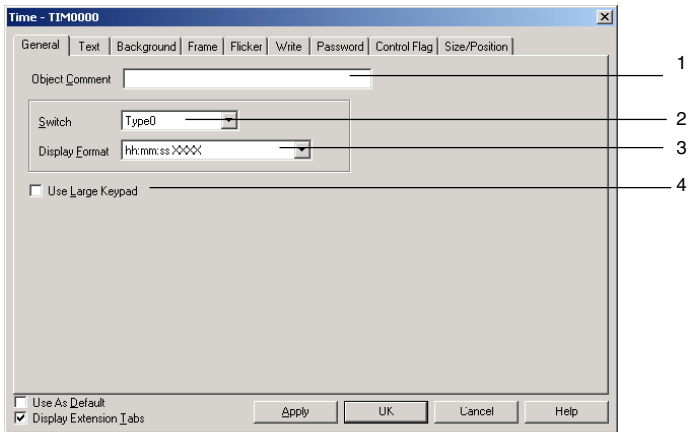 Time - TIM0000
General Text Background Frame Flicker Write Password Control Flag Size/Position
Object Comment
1
Switch Type0
2
Display Format hh:mm:ss XXXX
3
Use Large Keypad
4
Use As Default
Display Extension Tabs
Apply OK Cancel Help